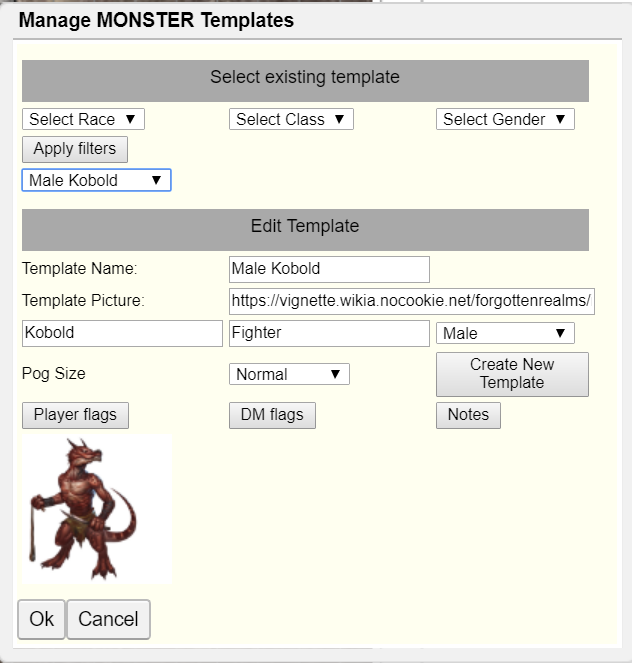 Manage MONSTER Templates
Select existing template
Select Race ▼ Select Class ▼ Select Gender ▼
Apply filters
Male Kobold ▼
Edit Template
Template Name: Male Kobold
Template Picture: https://vignette.wikia.nocookie.net/forgottenrealms/
Kobold Fighter Male ▼
Pog Size Normal ▼ Create New
Template
Player flags DM flags Notes
Ok Cancel